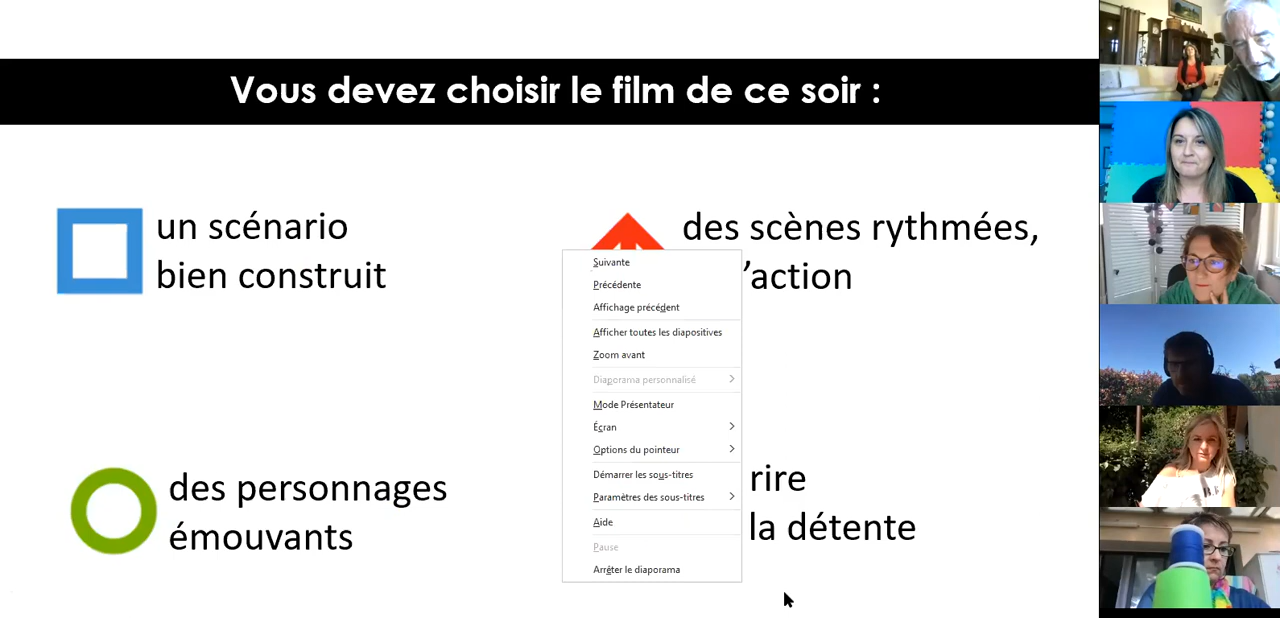 Vous devez choisir le film de ce soir :
un scénario
bien construit
des scènes rythmées,
’action
Suivante
Précédente
Affichage précédent
Afficher toutes les diapositives
Zoom avant
Diaporama personnalisé
Mode Présentateur
Écran
Options du pointeur
Démarrer les sous-titres
Paramètres des sous-titres
Aide
Pause
Arrêter le diaporama
des personnages
émouvants
rire
la détente